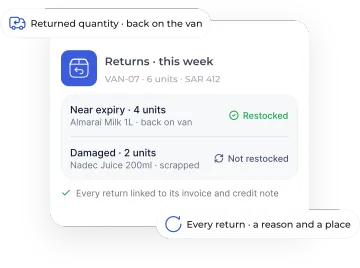 Returned quantity · back on the van
Returns · this week
VAN-07 · 6 units · SAR 412
Near expiry · 4 units
Almarai Milk 1L · back on van
Restocked
Damaged · 2 units
Nadec Juice 200ml · scrapped
Not restocked
Every return linked to its invoice and credit note
Every return · a reason and a place